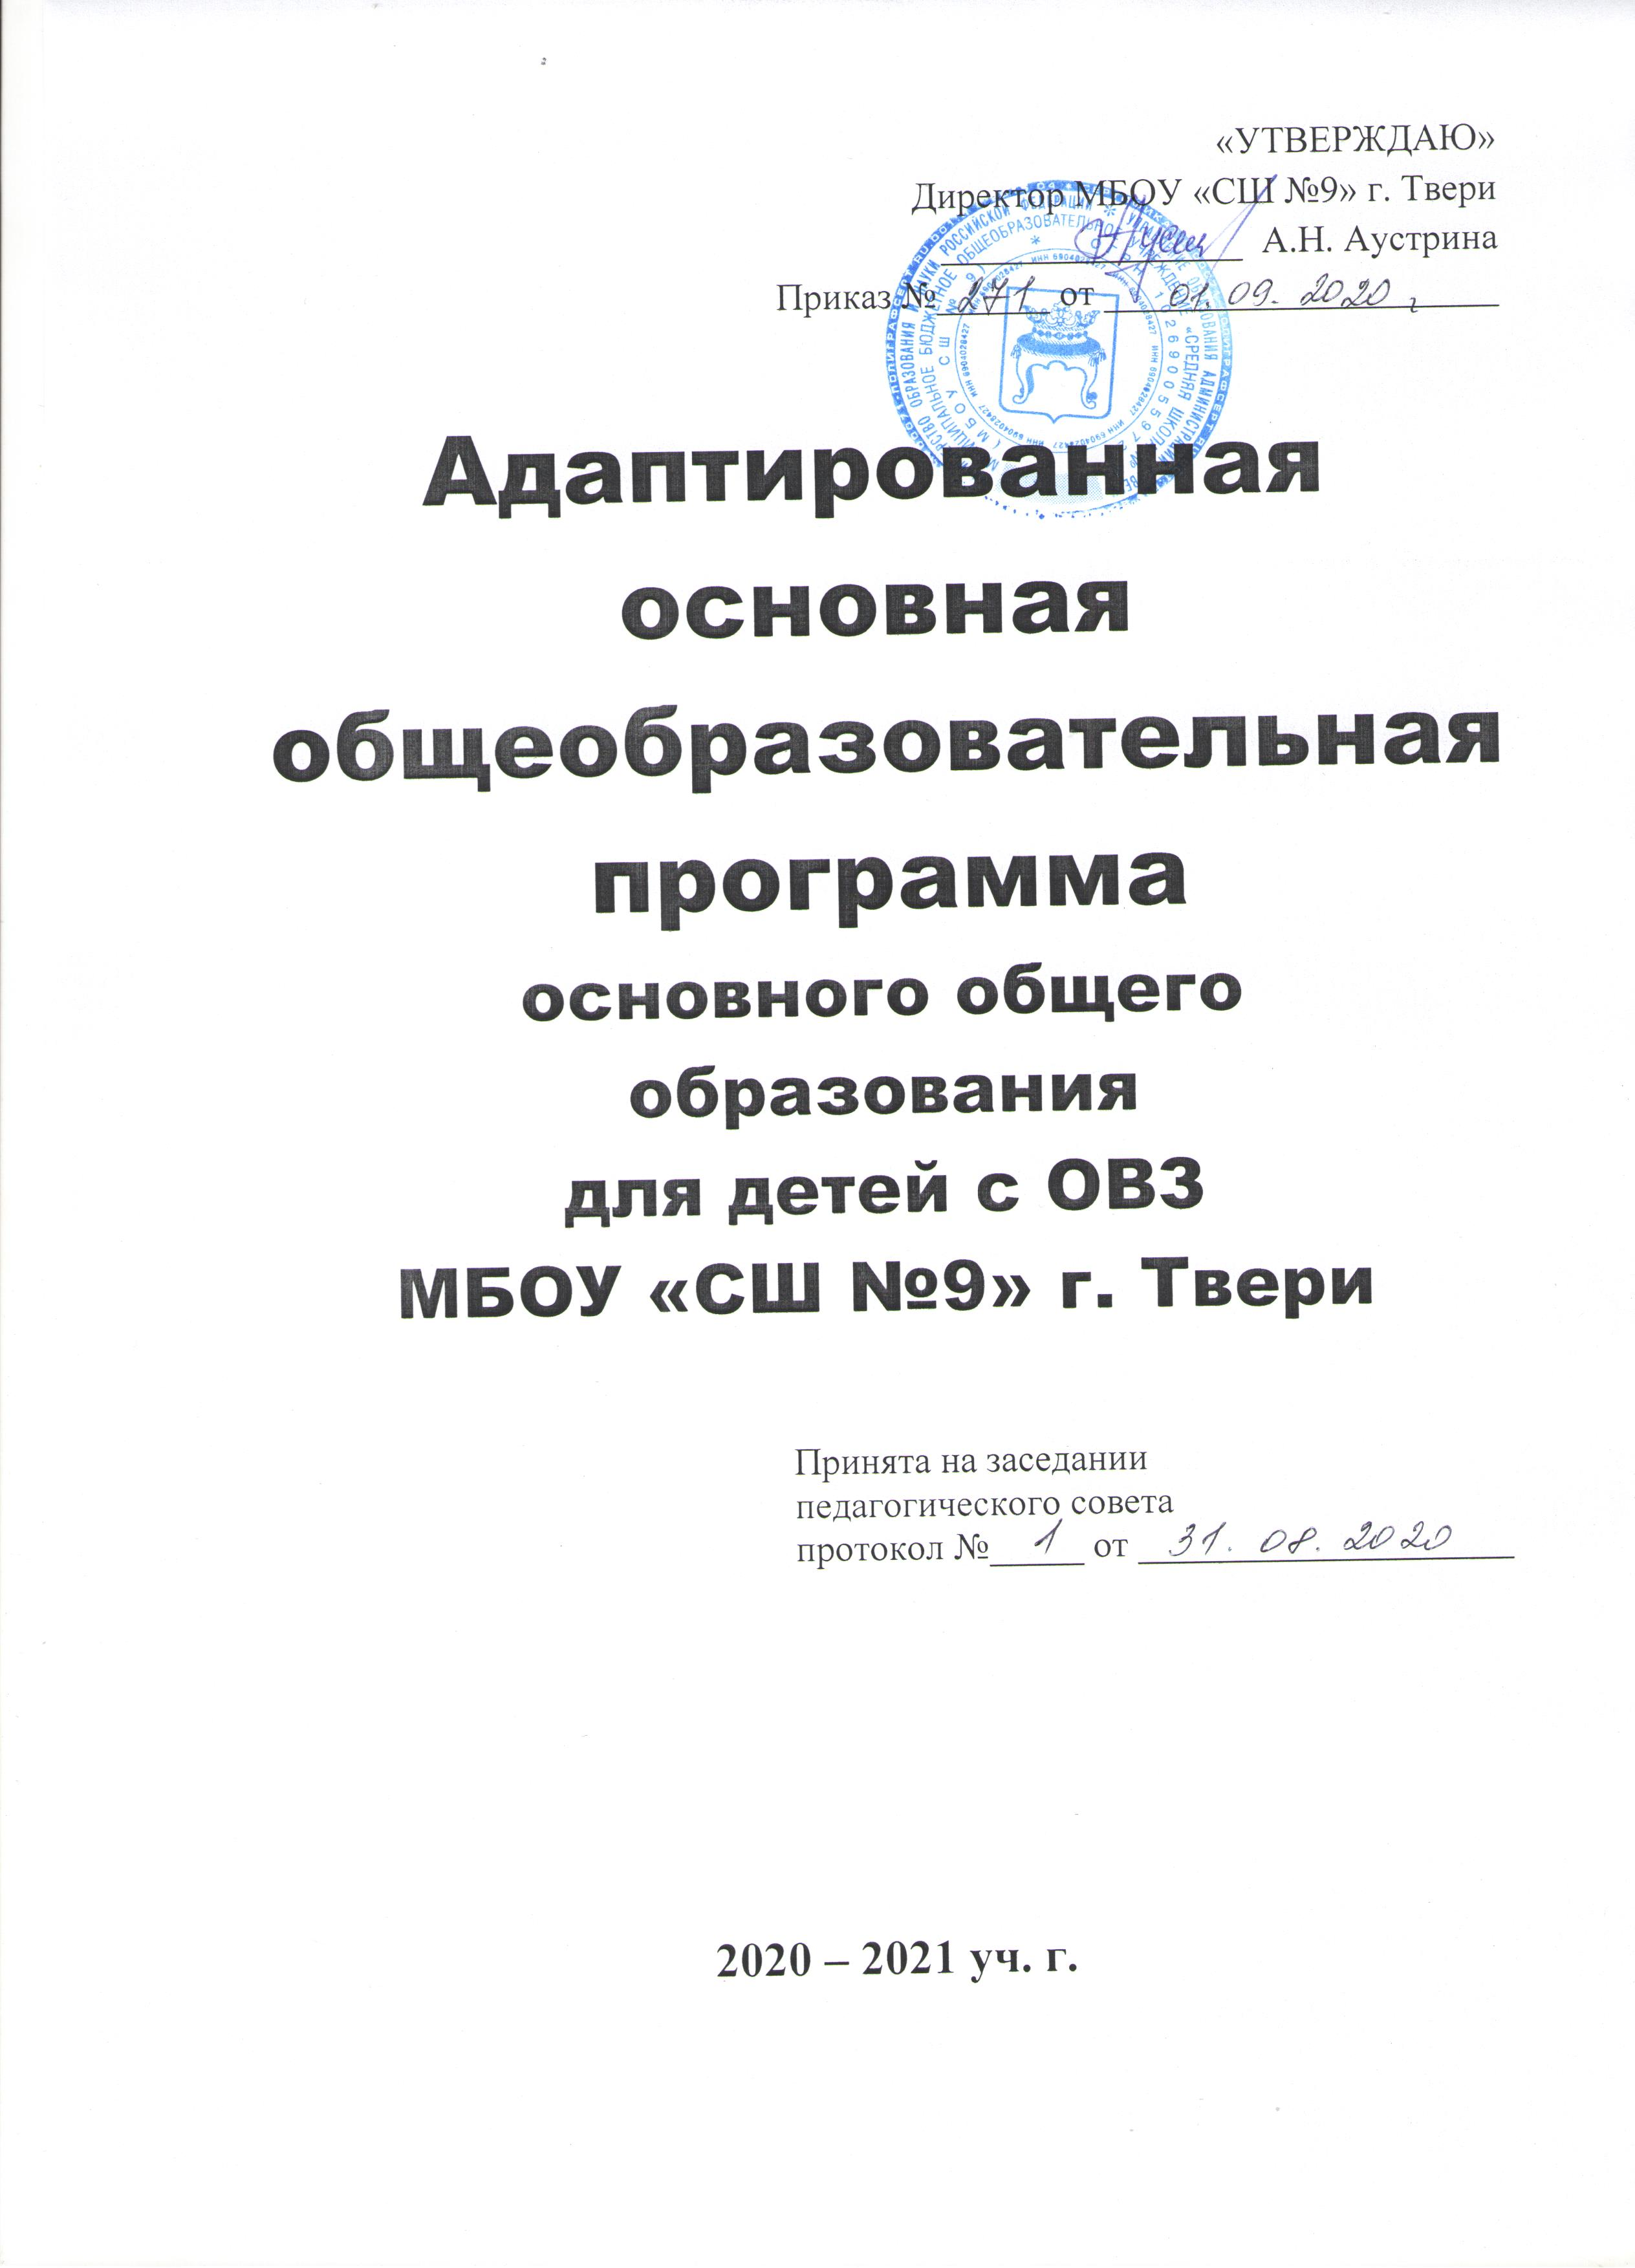 «УТВЕРЖДАЮ»
Директор МБОУ «СШ №9» г. Твери
А.Н. Аустрина
Приказ № 271 от 01.09.2020 г
Адаптированная
основная
общеобразовательная
программа
основного общего
образования
для детей с ОВЗ
МБОУ «СШ №9» г. Твери
Принята на заседании
педагогического совета
протокол № 1 от 31.08.2020
2020 – 2021 уч. г.